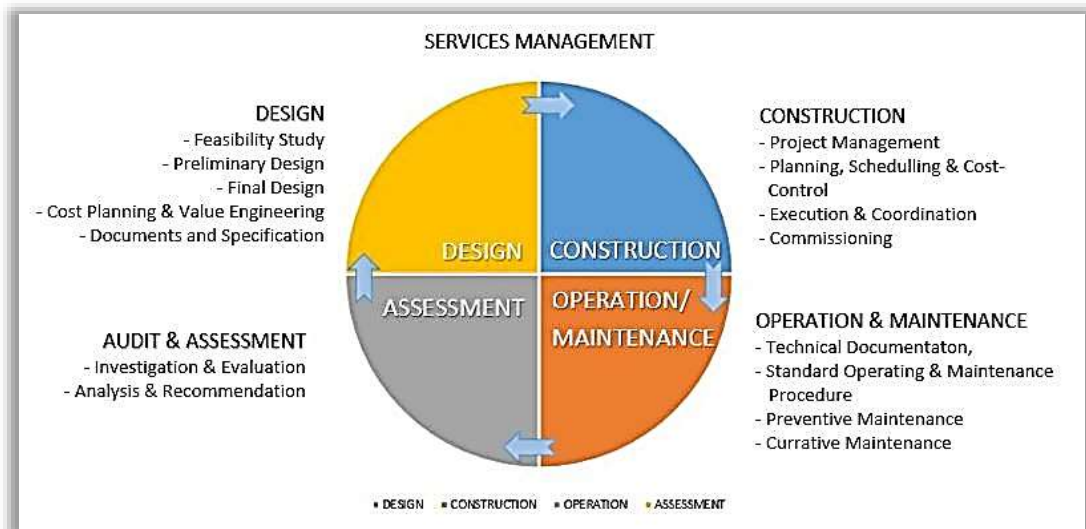 SERVICES MANAGEMENT
DESIGN
- Feasibility Study
- Preliminary Design
- Final Design
- Cost Planning & Value Engineering
- Documents and Specification
CONSTRUCTION
- Project Management
- Planning, Schedulling & Cost-
Control
- Execution & Coordination
- Commissioning
DESIGN
CONSTRUCTION
ASSESSMENT
OPERATION/
MAINTENANCE
AUDIT & ASSESSMENT
- Investigation & Evaluation
- Analysis & Recommendation
OPERATION & MAINTENANCE
- Technical Documentaton,
- Standard Operating & Maintenance
Procedure
- Preventive Maintenance
- Currative Maintenance
▪ DESIGN ▪ CONSTRUCTION ▪ OPERATION ▪ ASSESSMENT